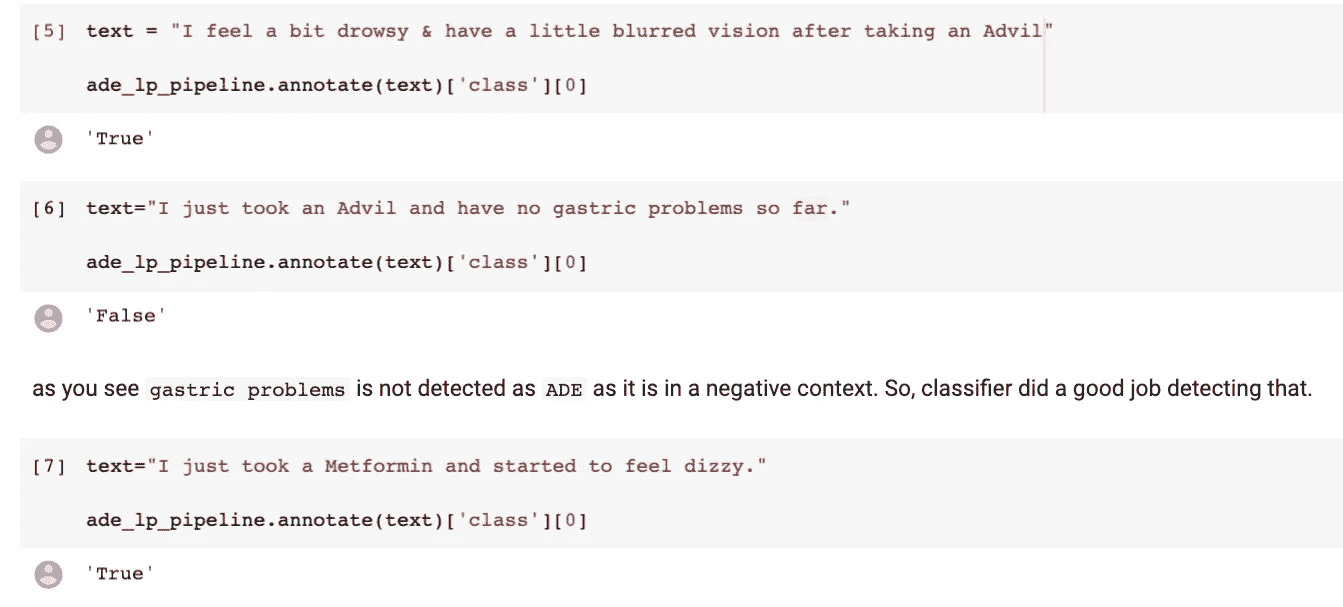 [5] text = "I feel a bit drowsy & have a little blurred vision after taking an Advil"
ade_lp_pipeline.annotate(text)['class'][0]
'True'
[6] text="I just took an Advil and have no gastric problems so far."
ade_lp_pipeline.annotate(text)['class'][0]
'False'
as you see gastric problems is not detected as ADE as it is in a negative context. So, classifier did a good job detecting that.
[7] text="I just took a Metformin and started to feel dizzy."
ade_lp_pipeline.annotate(text)['class'][0]
'True'